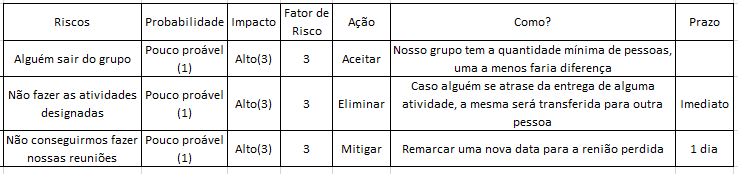 Riscos Probabilidade Impacto Fator de Risco Ação Como? Prazo
Alguém sair do grupo Pouco proável (1) Alto(3) 3 Aceitar Nosso grupo tem a quantidade mínima de pessoas, uma a menos faria diferença
Não fazer as atividades designadas Pouco proável (1) Alto(3) 3 Eliminar Caso alguém se atrase da entrega de alguma atividade, a mesma será transferida para outra pessoa Imediato
Não conseguirmos fazer nossas reuniões Pouco proável (1) Alto(3) 3 Mitigar Remarcar uma nova data para a renião perdida 1 dia